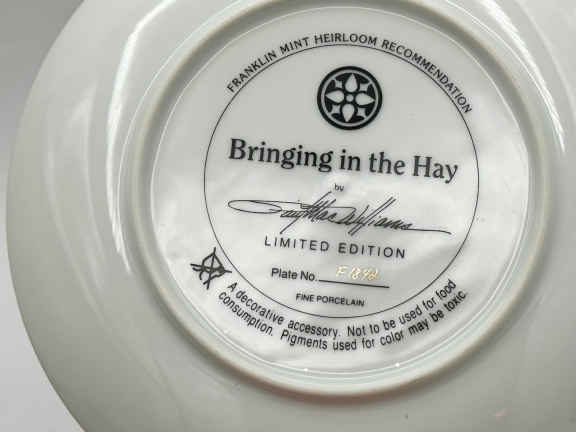 FRANKLIN MINT HEIRLOOM RECOMMENDATION
Bringing in the Hay
by
LIMITED EDITION
Plate No. F1842
FINE PORCELAIN
A decorative accessory. Not to be used for food
consumption. Pigments used for color may be toxic.